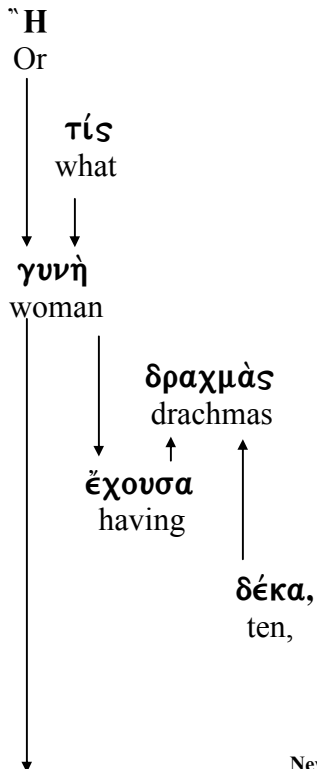 ῎Η
Or
τίς
what
γυνὴ
woman
δραχμὰς
drachmas
ἔχουσα
having
δέκα,
ten,